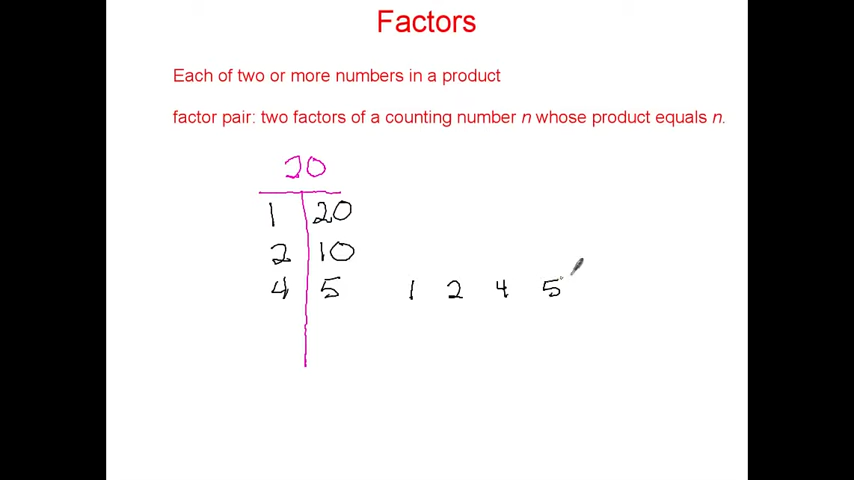 Factors
Each of two or more numbers in a product
factor pair: two factors of a counting number n whose product equals n.
20
1 20
2 10
4 5 1 2 4 5